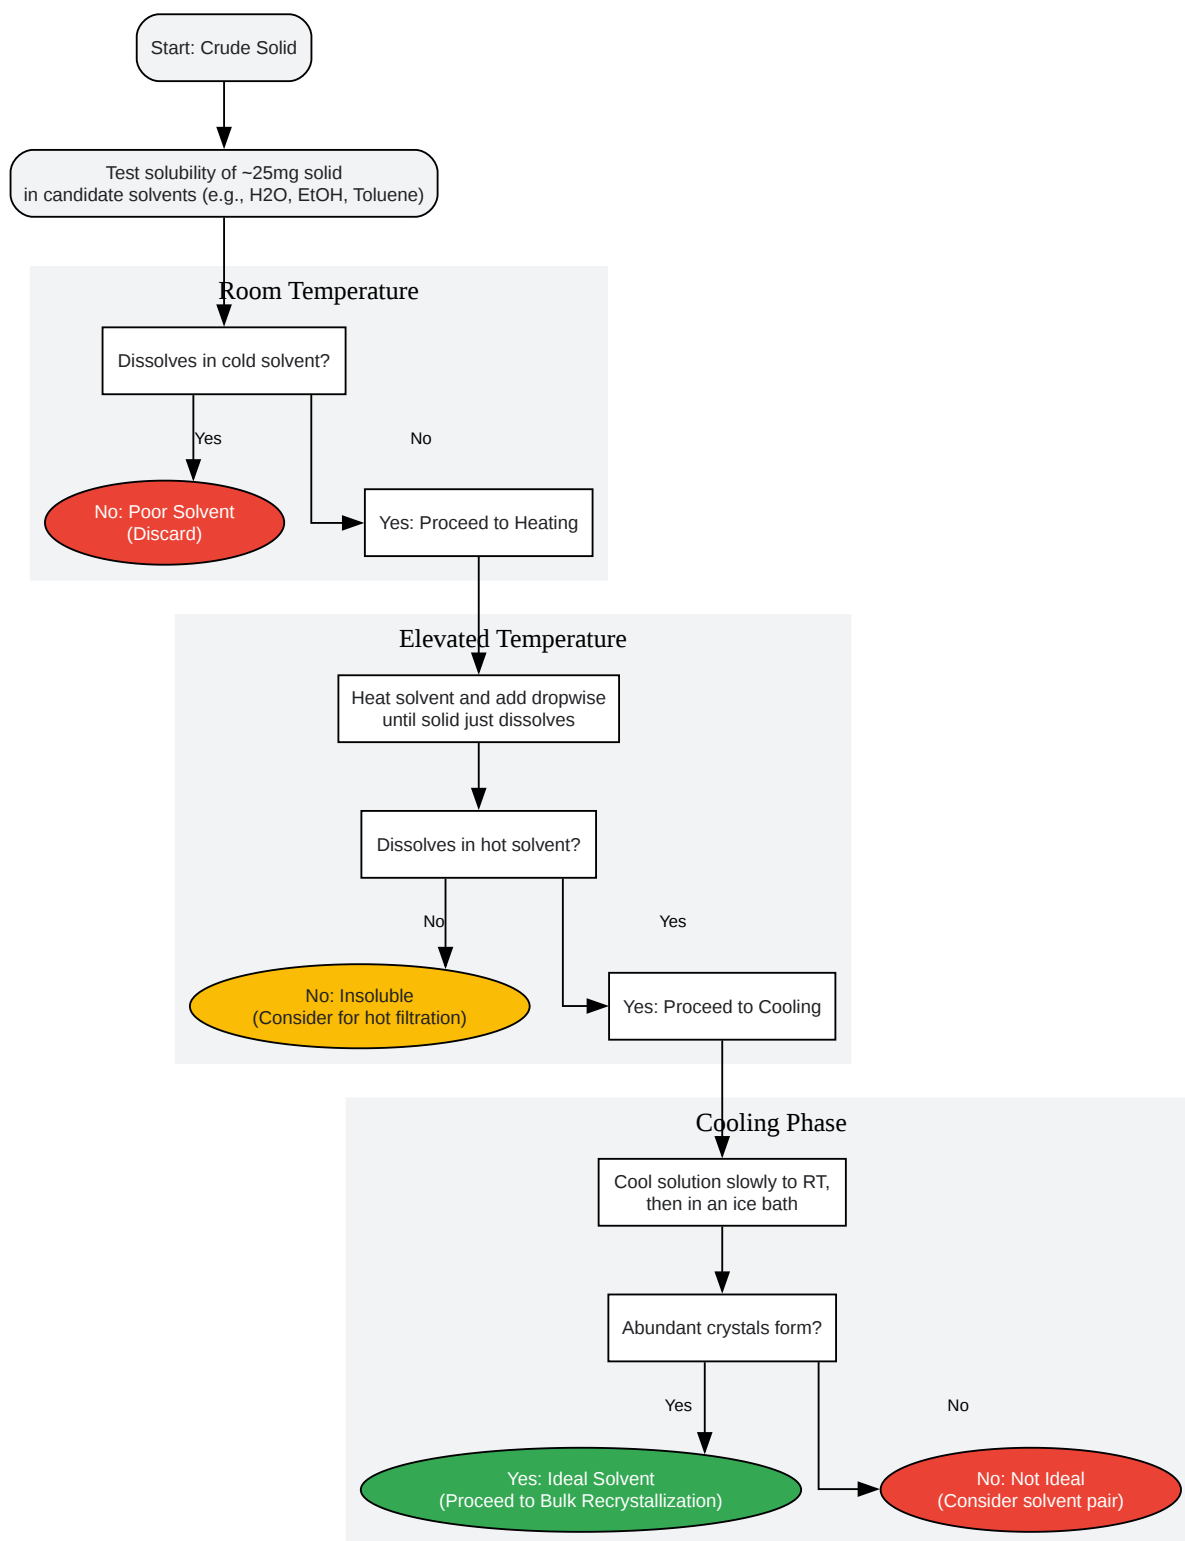 Start: Crude Solid
Test solubility of ~25mg solid
in candidate solvents (e.g., H2O, EtOH, Toluene)
Room Temperature
Dissolves in cold solvent?
Yes
No
No: Poor Solvent
(Discard)
Yes: Proceed to Heating
Elevated Temperature
Heat solvent and add dropwise
until solid just dissolves
Dissolves in hot solvent?
No
Yes
No: Insoluble
(Consider for hot filtration)
Yes: Proceed to Cooling
Cooling Phase
Cool solution slowly to RT,
then in an ice bath
Abundant crystals form?
Yes
No
Yes: Ideal Solvent
(Proceed to Bulk Recrystallization)
No: Not Ideal
(Consider solvent pair)